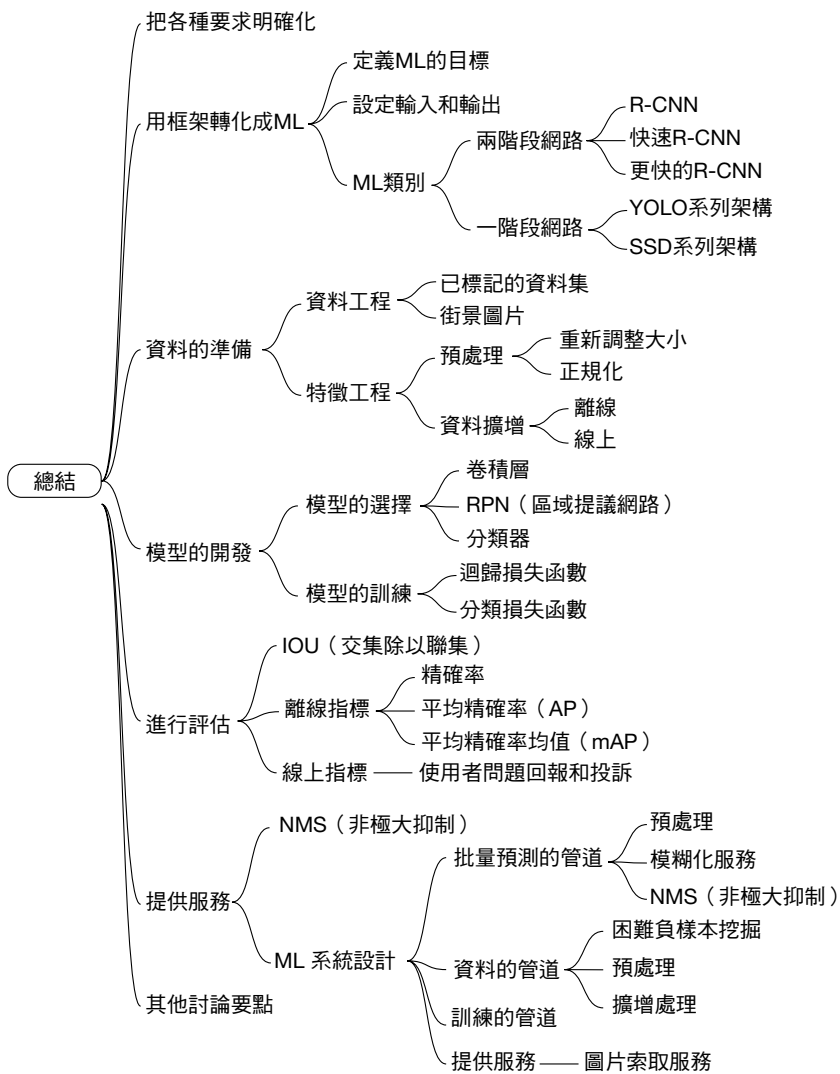 把各種要求明確化
定義ML的目標
用框架轉化成ML
設定輸入和輸出
ML類別
兩階段網路
R-CNN
快速R-CNN
更快的R-CNN
一階段網路
YOLO系列架構
SSD系列架構
資料的準備
資料工程
已標記的資料集
街景圖片
特徵工程
預處理
重新調整大小
正規化
資料擴增
離線
線上
總結
模型的開發
模型的選擇
卷積層
RPN（區域提議網路）
分類器
模型的訓練
迴歸損失函數
分類損失函數
進行評估
IOU（交集除以聯集）
離線指標
精確率
平均精確率（AP）
平均精確率均值（mAP）
線上指標
使用者問題回報和投訴
提供服務
NMS（非極大抑制）
ML 系統設計
批量預測的管道
預處理
模糊化服務
NMS（非極大抑制）
資料的管道
困難負樣本挖掘
預處理
擴增處理
訓練的管道
提供服務
圖片索取服務
其他討論要點